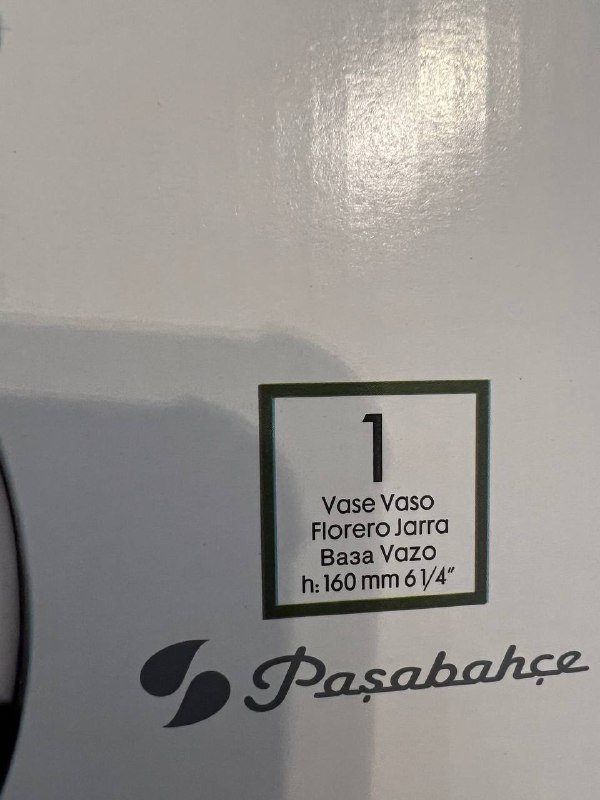 1
Vase Vaso
Florero Jarra
Ваза Vazo
h: 160 mm 6 1/4"
Paşabahçe